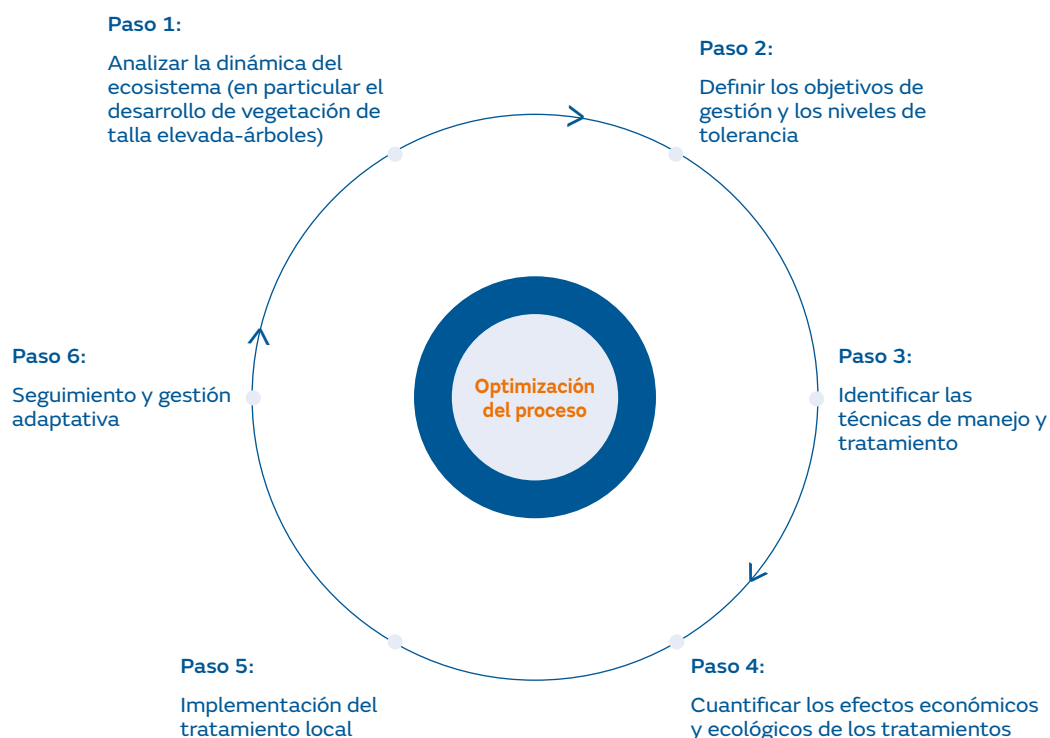 Paso 1:
Analizar la dinámica del
ecosistema (en particular el
desarrollo de vegetación de
talla elevada-árboles)
Paso 2:
Definir los objetivos de
gestión y los niveles de
tolerancia
Paso 3:
Identificar las
técnicas de manejo y
tratamiento
Paso 4:
Cuantificar los efectos económicos
y ecológicos de los tratamientos
Paso 5:
Implementación del
tratamiento local
Paso 6:
Seguimiento y gestión
adaptativa
Optimización
del proceso